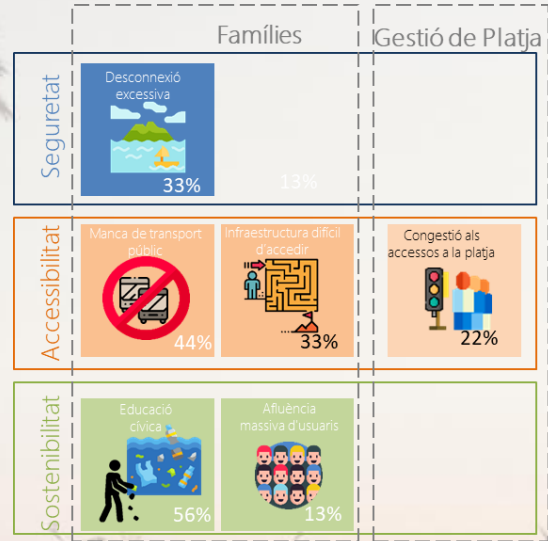 Famílies
Gestió de Platja
Seguretat
Desconnexió
excessiva
33%
13%
Accessibilitat
Manca de transport
públic
44%
Infraestructura difícil
d'accedir
33%
Congestió als
accessos a la platja
22%
Sostenibilitat
Educació
cívica
56%
Afluència
massiva d'usuaris
13%